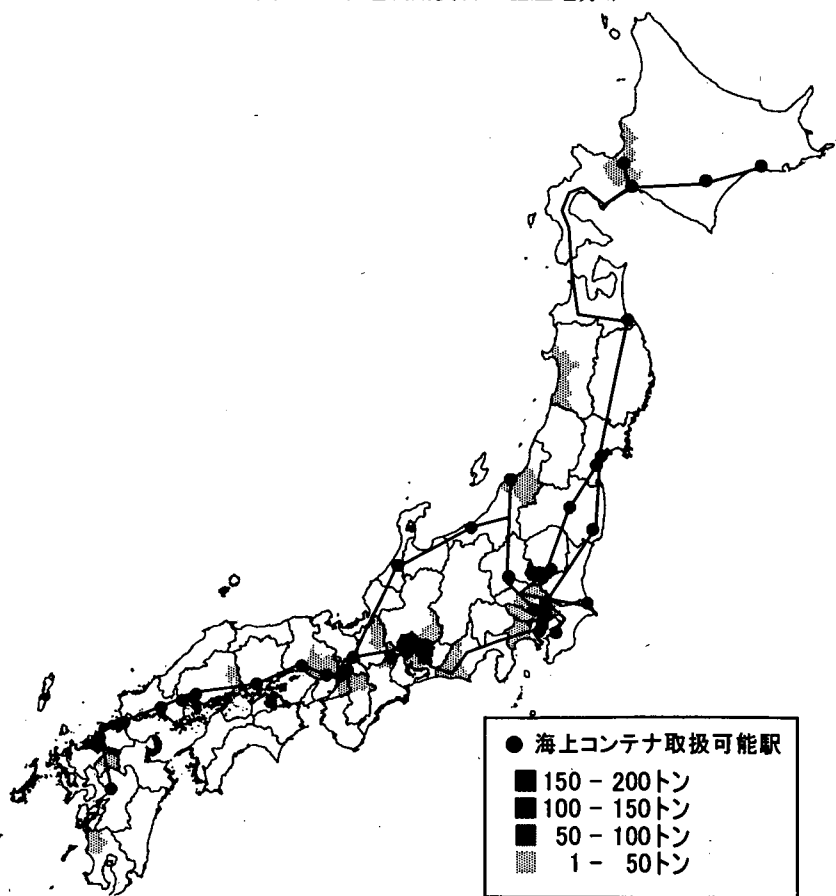 ● 海上コンテナ取扱可能駅
■ 150 - 200トン
■ 100 - 150トン
■ 50 - 100トン
1 - 50トン